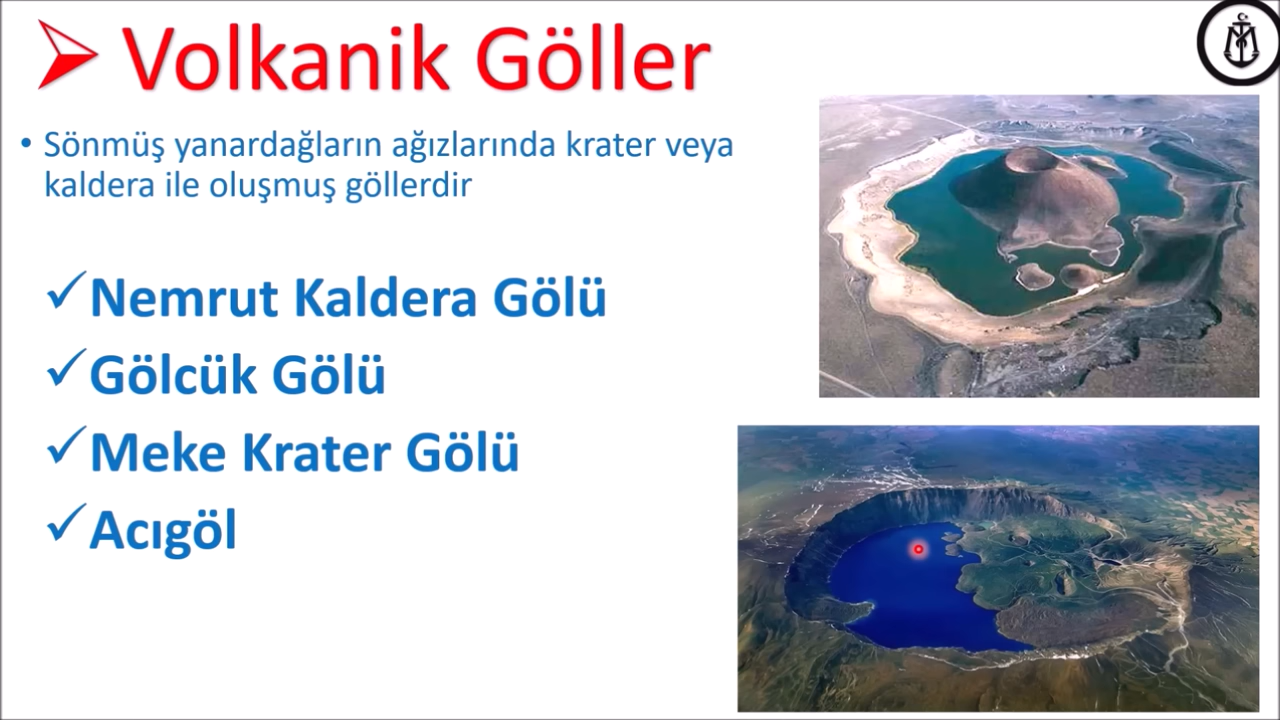 Volkanik Göller
• Sönmüş yanardağların ağızlarında krater veya
kaldera ile oluşmuş göllerdir
✓Nemrut Kaldera Gölü
✓Gölcük Gölü
✓Meke Krater Gölü
✓Acıgöl